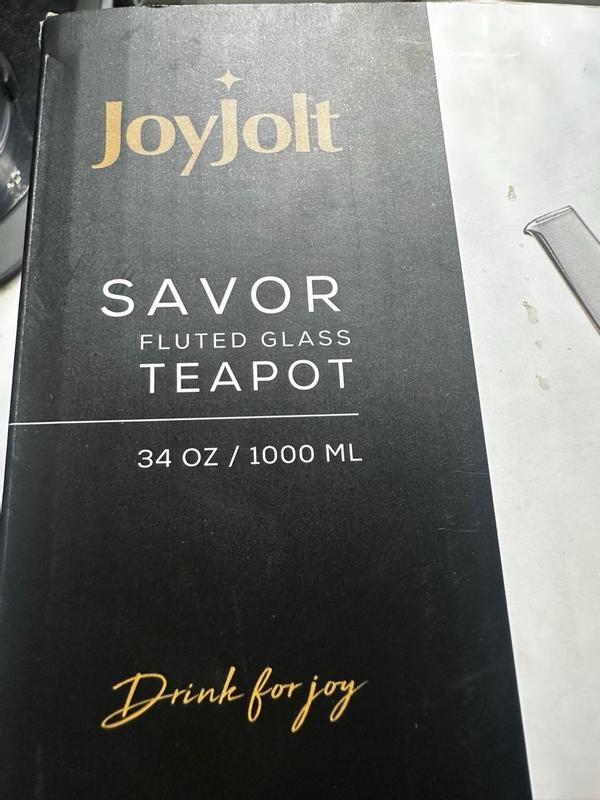 JoyJolt
SAVOR
FLUTED GLASS
TEAPOT
34 OZ / 1000 ML
Drink for joy